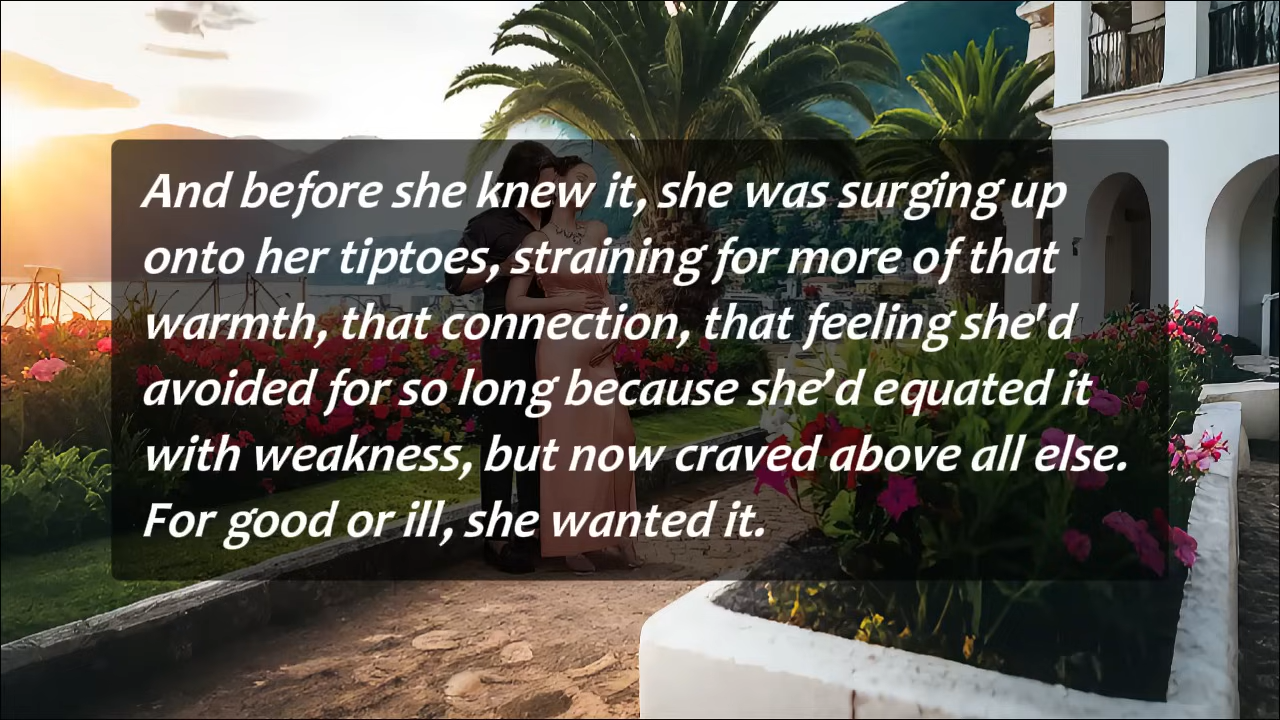 And before she knew it, she was surging up
onto her tiptoes, straining for more of that
warmth, that connection, that feeling she'd
avoided for so long because she’d equated it
with weakness, but now craved above all else.
For good or ill, she wanted it.